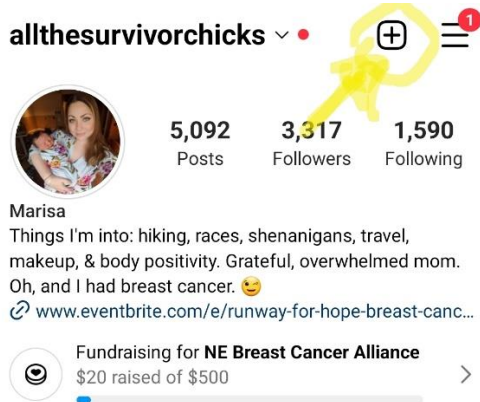 allthesurvivorchicks
1
5,092 3,317 1,590
Posts Followers Following
Marisa
Things I'm into: hiking, races, shenanigans, travel,
makeup, & body positivity. Grateful, overwhelmed mom.
Oh, and I had breast cancer. 😉
www.eventbrite.com/e/runway-for-hope-breast-canc...
Fundraising for NE Breast Cancer Alliance
$20 raised of $500